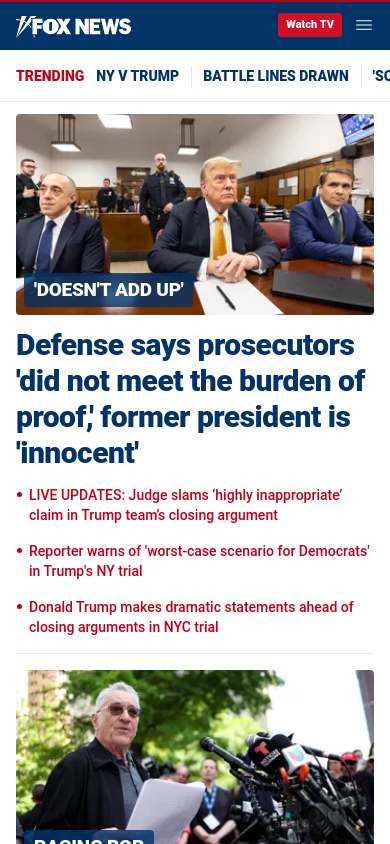 FOX NEWS
Watch TV
TRENDING NY V TRUMP BATTLE LINES DRAWN
'DOESN'T ADD UP'
Defense says prosecutors
'did not meet the burden of
proof,' former president is
'innocent'
LIVE UPDATES: Judge slams ‘highly inappropriate’
claim in Trump team’s closing argument
Reporter warns of 'worst-case scenario for Democrats'
in Trump's NY trial
Donald Trump makes dramatic statements ahead of
closing arguments in NYC trial